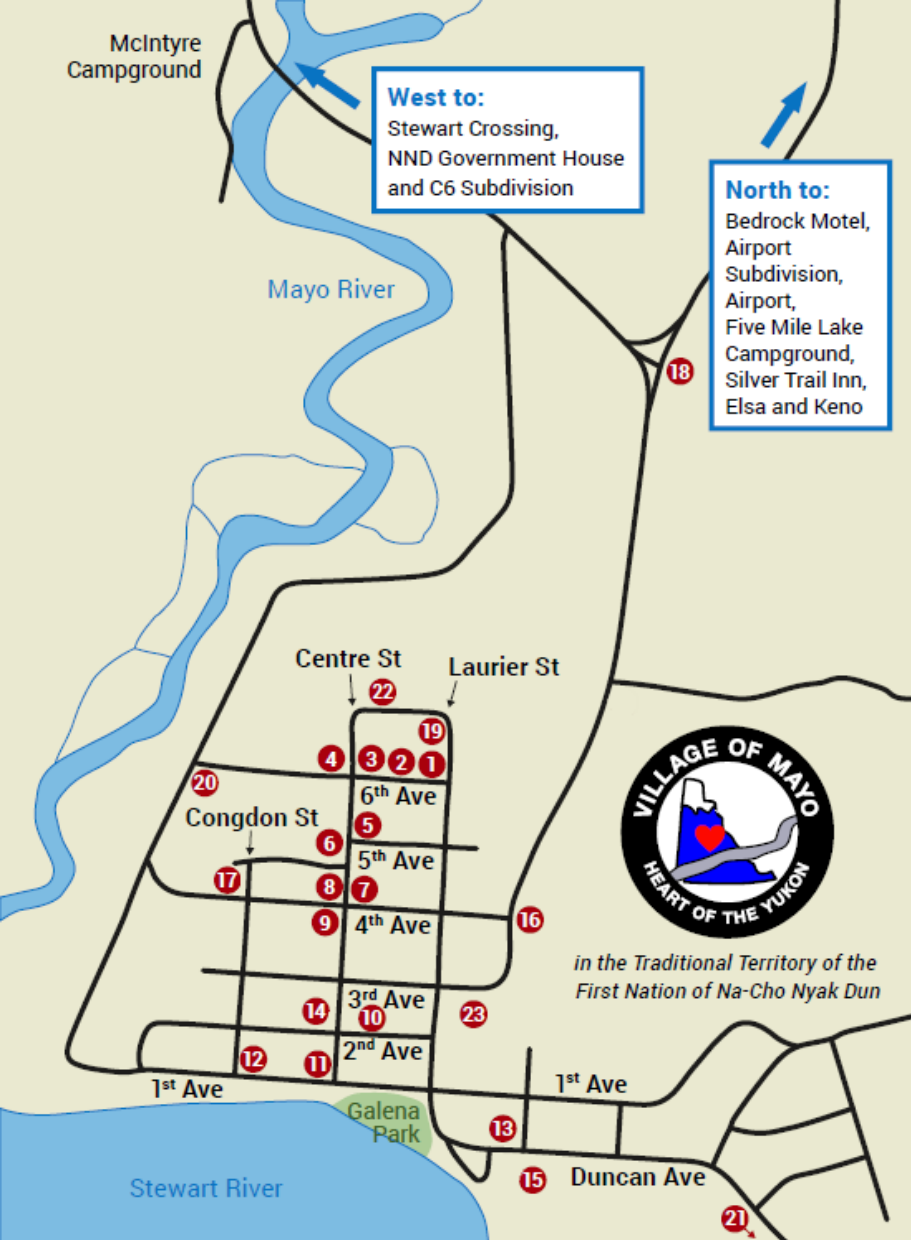 McIntyre
Campground
West to:
Stewart Crossing,
NND Government House
and C6 Subdivision
North to:
Bedrock Motel,
Airport
Subdivision,
Airport,
Five Mile Lake
Campground,
Silver Trail Inn,
Elsa and Keno
Mayo River
18
Centre St
Laurier St
22
19
4
3
2
1
20
6th Ave
Congdon St
5
6
5th Ave
17
8
7
9
4th Ave
16
VILLAGE OF MAYO
HEART OF THE YUKON
in the Traditional Territory of the
First Nation of Na-Cho Nyak Dun
3rd Ave
14
10
23
2nd Ave
12
11
1st Ave
1st Ave
Galena
Park
13
Duncan Ave
15
Stewart River
21